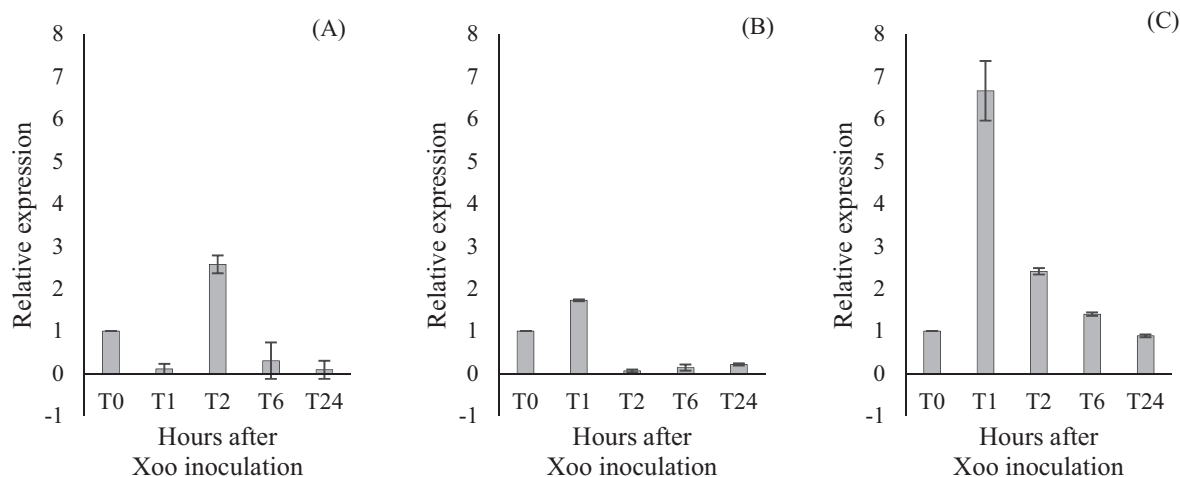 (A)
8
7
6
5
4
3
2
1
0
-1
Relative expression
T0 T1 T2 T6 T24
Hours after
Xoo inoculation
(B)
8
7
6
5
4
3
2
1
0
-1
Relative expression
T0 T1 T2 T6 T24
Hours after
Xoo inoculation
(C)
8
7
6
5
4
3
2
1
0
-1
Relative expression
T0 T1 T2 T6 T24
Hours after
Xoo inoculation